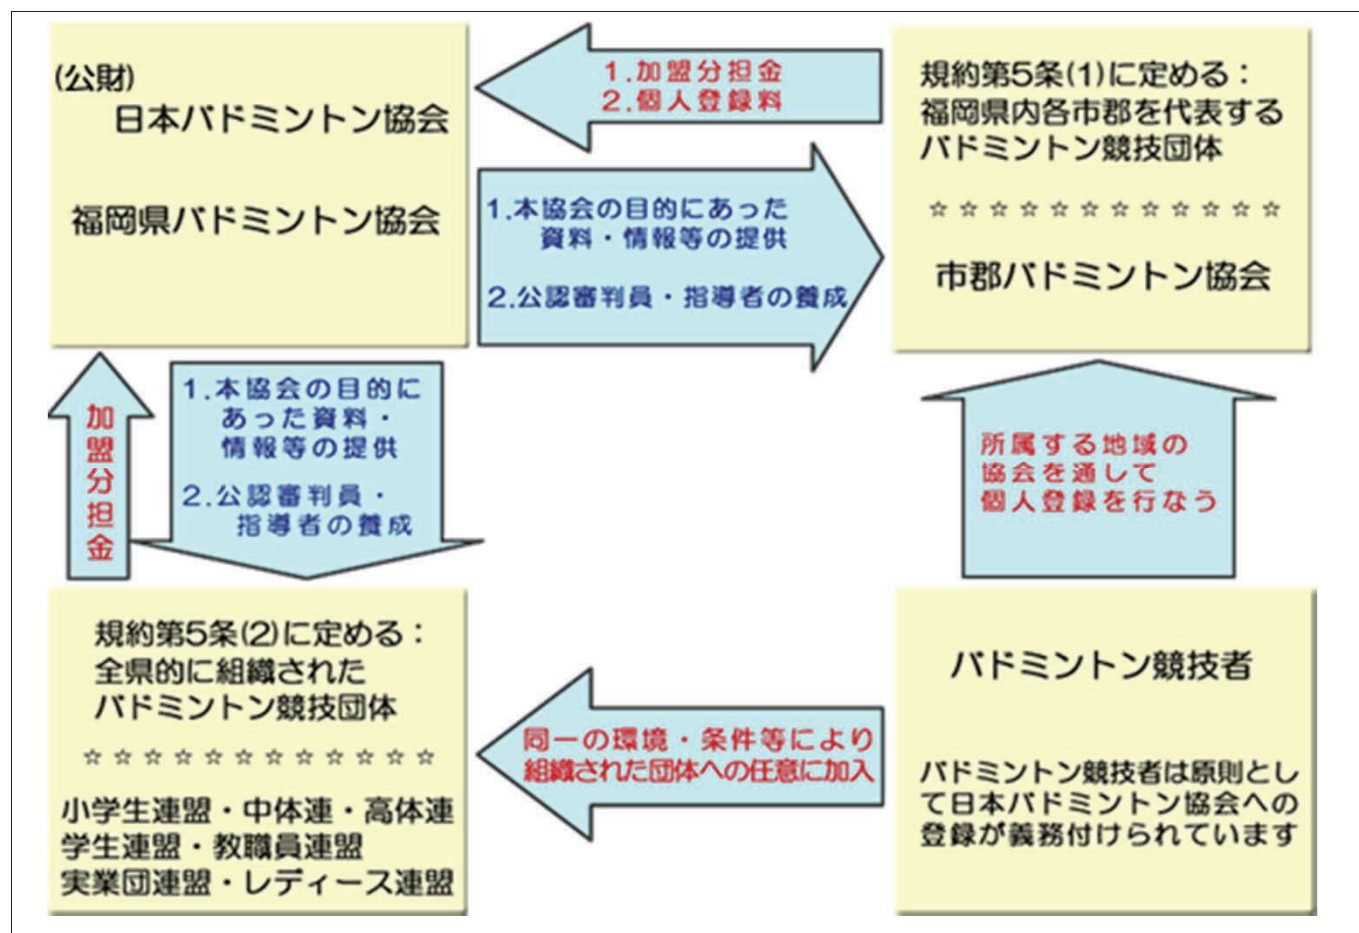 (公財)
日本バドミントン協会
福岡県バドミントン協会
1.加盟分担金
2.個人登録料
1.本協会の目的にあった
資料・情報等の提供
2.公認審判員・指導者の養成
規約第5条(1)に定める：
福岡県内各市郡を代表する
バドミントン競技団体
☆☆☆☆☆☆☆☆☆☆☆☆
市郡バドミントン協会
加盟分担金
1.本協会の目的に
あった資料・
情報等の提供
2.公認審判員・
指導者の養成
所属する地域の
協会を通して
個人登録を行なう
規約第5条(2)に定める：
全県的に組織された
バドミントン競技団体
☆☆☆☆☆☆☆☆☆☆☆☆
小学生連盟・中体連・高体連
学生連盟・教職員連盟
実業団連盟・レディース連盟
同一の環境・条件等により
組織された団体への任意に加入
バドミントン競技者
バドミントン競技者は原則とし
て日本バドミントン協会への
登録が義務付けられています